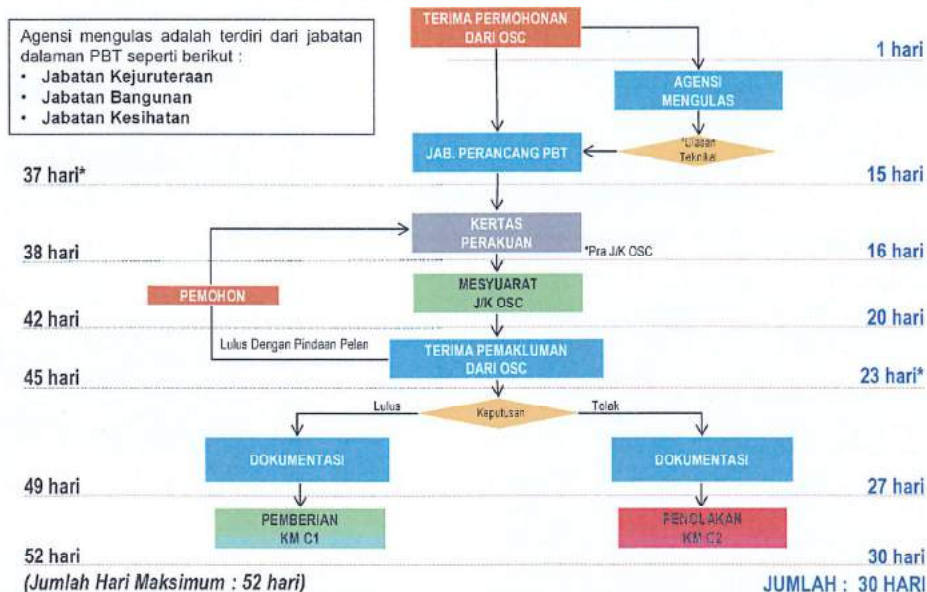 Agensi mengulas adalah terdiri dari jabatan
dalaman PBT seperti berikut :
• Jabatan Kejuruteraan
• Jabatan Bangunan
• Jabatan Kesihatan
TERIMA PERMOHONAN
DARI OSC
1 hari
AGENSI
MENGULAS
*Ulasan
Teknikal
JAB. PERANCANG PBT
37 hari*
15 hari
KERTAS
PERAKUAN
*Pra J/K OSC
38 hari
16 hari
MESYUARAT
J/K OSC
PEMOHON
42 hari
20 hari
Lulus Dengan Pindaan Pelan
TERIMA PEMAKLUMAN
DARI OSC
45 hari
23 hari*
Lulus
Keputusan
Tolak
DOKUMENTASI
DOKUMENTASI
49 hari
27 hari
PEMBERIAN
KM C1
PENOLAKAN
KM C2
52 hari
30 hari
(Jumlah Hari Maksimum : 52 hari)
JUMLAH : 30 HARI